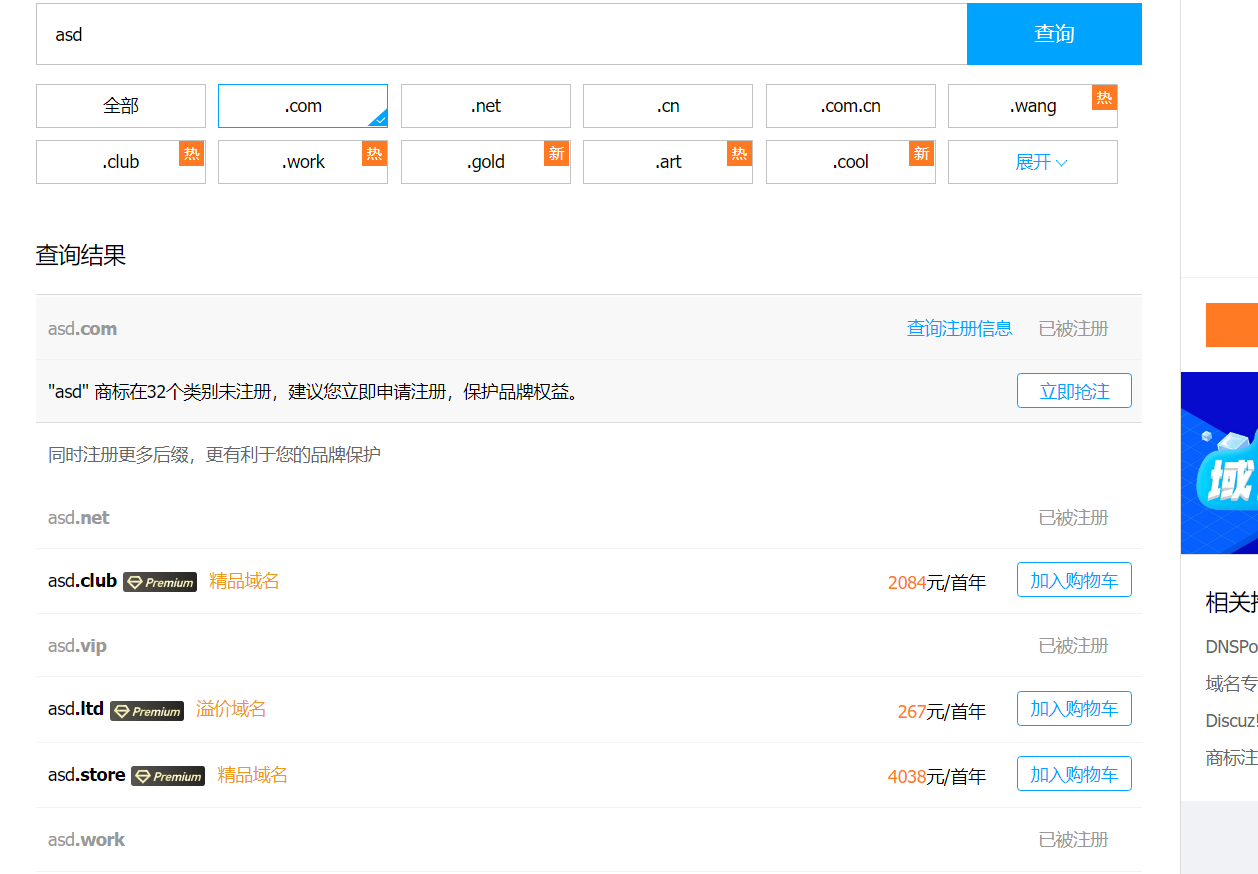 asd
查询
全部
.com
.net
.cn
.com.cn
.wang
热
.club
热
.work
热
.gold
新
.art
热
.cool
新
展开
查询结果
asd.com
查询注册信息
已被注册
"asd" 商标在32个类别未注册，建议您立即申请注册，保护品牌权益。
立即抢注
同时注册更多后缀，更有利于您的品牌保护
asd.net
已被注册
asd.club Premium 精品域名
2084元/首年
加入购物车
asd.vip
已被注册
asd.ltd Premium 溢价域名
267元/首年
加入购物车
asd.store Premium 精品域名
4038元/首年
加入购物车
asd.work
已被注册
域
相关
DNSPo
域名专
Discuz!
商标注